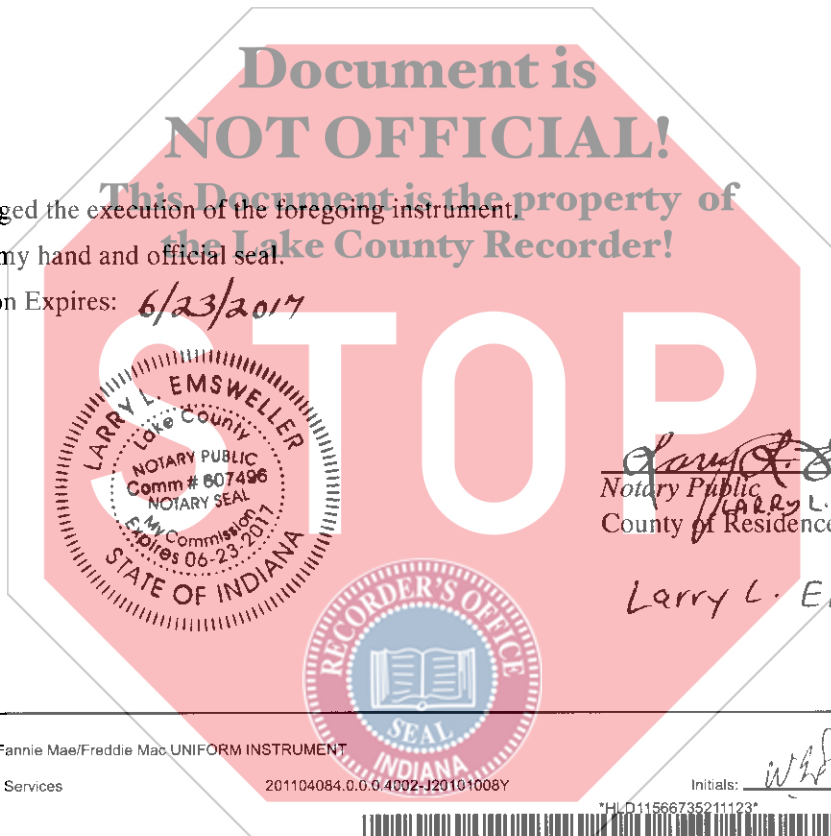 Document is
NOT OFFICIAL!
This Document is the property of
the Lake County Recorder!
ged the execution of the foregoing instrument.
my hand and official seal.
n Expires: 6/23/2017
STOP
LARRY L. EMSWELLER
Lake County
NOTARY PUBLIC
Comm # 607496
NOTARY SEAL
My Commission
Expires 06-23-2017
STATE OF INDIANA
Notary Public
LARRY L.
County of Residence
Larry L.
RECORDER'S OFFICE
SEAL
INDIANA
Fannie Mae/Freddie Mac UNIFORM INSTRUMENT
Services
201104084.0.0.0.4002-J20101008Y
Initials:
*HLD11566735211123*